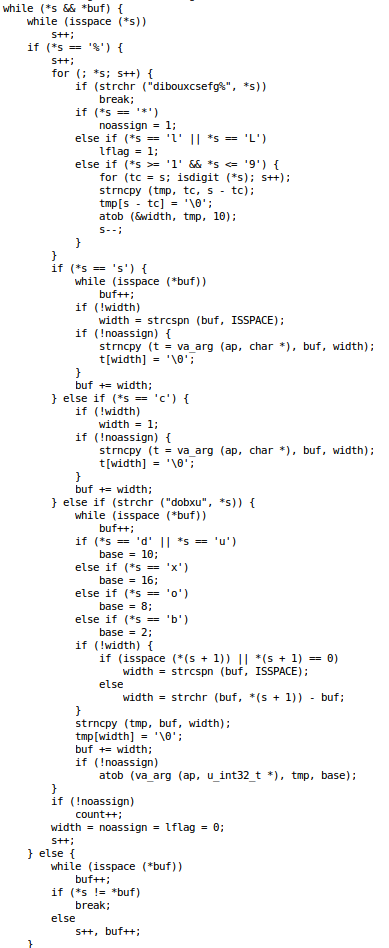 while (*s && *buf) {
    while (isspace (*s))
        s++;
    if (*s == '%') {
        s++;
        for (; *s; s++) {
            if (strchr ("dibouxcsefg%", *s))
                break;
            if (*s == '*')
                noassign = 1;
            else if (*s == 'l' || *s == 'L')
                lflag = 1;
            else if (*s >= '1' && *s <= '9') {
                for (tc = s; isdigit (*s); s++);
                strncpy (tmp, tc, s - tc);
                tmp[s - tc] = '\0';
                atob (&width, tmp, 10);
                s--;
            }
        }
        if (*s == 's') {
            while (isspace (*buf))
                buf++;
            if (!width)
                width = strcspn (buf, ISSPACE);
            if (!noassign) {
                strncpy (t = va_arg (ap, char *), buf, width);
                t[width] = '\0';
            }
            buf += width;
        } else if (*s == 'c') {
            if (!width)
                width = 1;
            if (!noassign) {
                strncpy (t = va_arg (ap, char *), buf, width);
                t[width] = '\0';
            }
            buf += width;
        } else if (strchr ("dobxu", *s)) {
            while (isspace (*buf))
                buf++;
            if (*s == 'd' || *s == 'u')
                base = 10;
            else if (*s == 'x')
                base = 16;
            else if (*s == 'o')
                base = 8;
            else if (*s == 'b')
                base = 2;
            if (!width) {
                if (isspace (*(s + 1)) || *(s + 1) == 0)
                    width = strcspn (buf, ISSPACE);
                else
                    width = strchr (buf, *(s + 1)) - buf;
            }
            strncpy (tmp, buf, width);
            tmp[width] = '\0';
            buf += width;
            if (!noassign)
                atob (va_arg (ap, u_int32_t *), tmp, base);
        }
        if (!noassign)
            count++;
        width = noassign = lflag = 0;
        s++;
    } else {
        while (isspace (*buf))
            buf++;
        if (*s != *buf)
            break;
        else
            s++, buf++;
    }